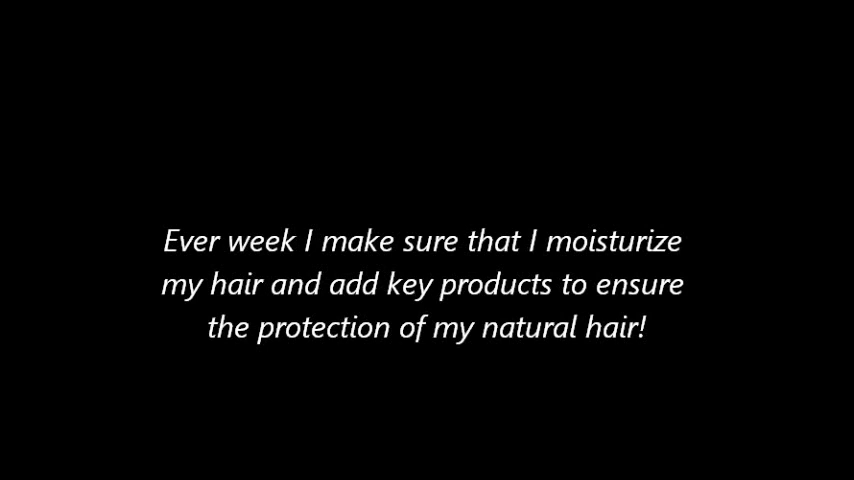 Ever week I make sure that I moisturize
my hair and add key products to ensure
the protection of my natural hair!